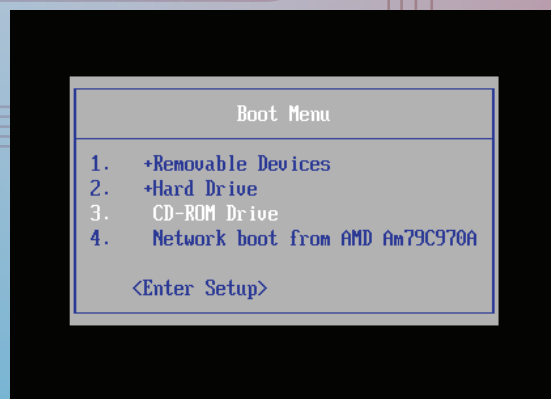 Boot Menu
1. +Removable Devices
2. +Hard Drive
3. CD-ROM Drive
4. Network boot from AMD Am79C970A
<Enter Setup>